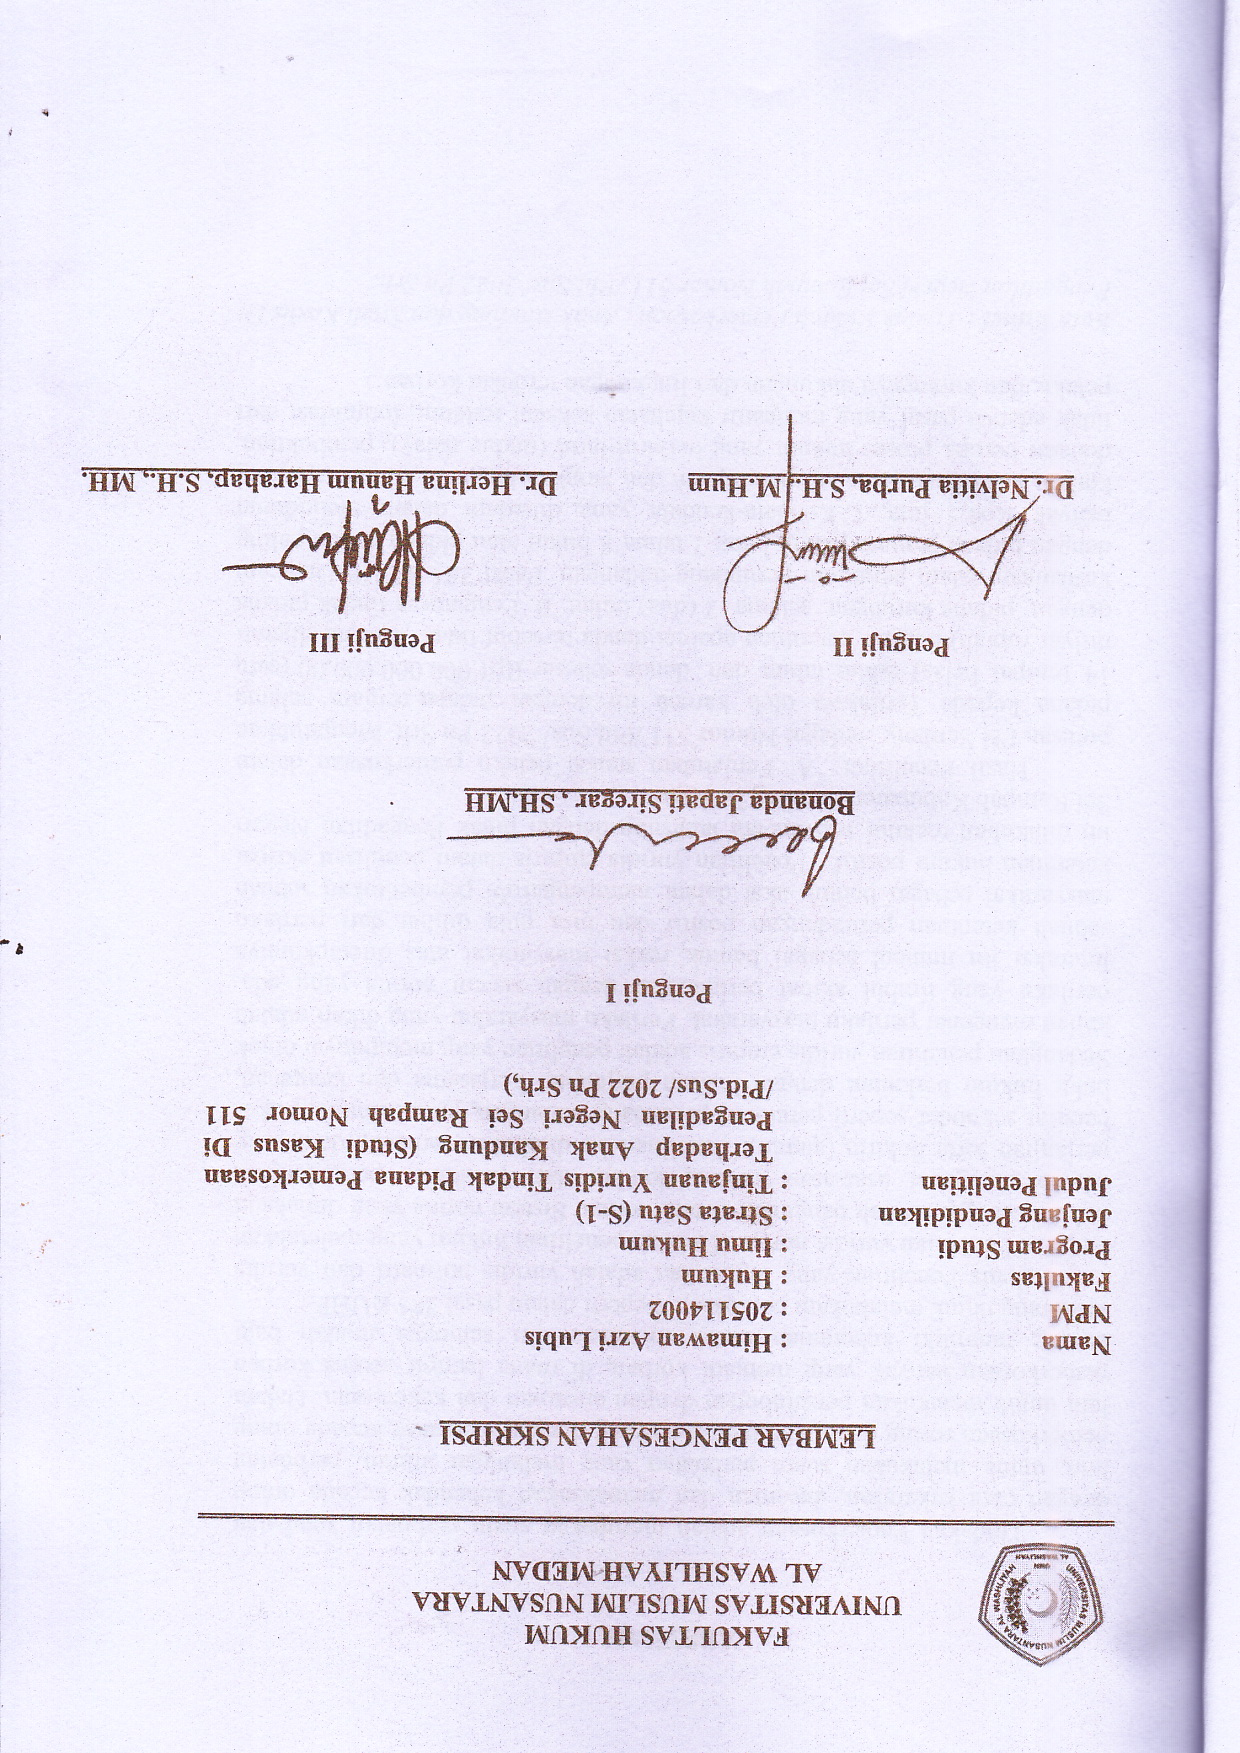 FAKULTAS HUKUM
UNIVERSITAS MUSLIM NUSANTARA
AL WASHLIYAH MEDAN
LEMBAR PENGESAHAN SKRIPSI
Nama : Himawan Azri Lubis
NPM : 205114002
Fakultas : Hukum
Program Studi : Ilmu Hukum
Jenjang Pendidikan : Strata Satu (S-1)
Judul Penelitian : Tinjauan Yuridis Tindak Pidana Pemerkosaan
Terhadap Anak Kandung (Studi Kasus Di
Pengadilan Negeri Sei Rampah Nomor 511
/Pid.Sus/ 2022 Pn Srh,)
Penguji I
Bonanda Japati Siregar , SH,MH
Penguji II Penguji III
Dr. Nelvitia Purba, S.H., M.Hum Dr. Herlina Hanum Harahap, S.H., MH.